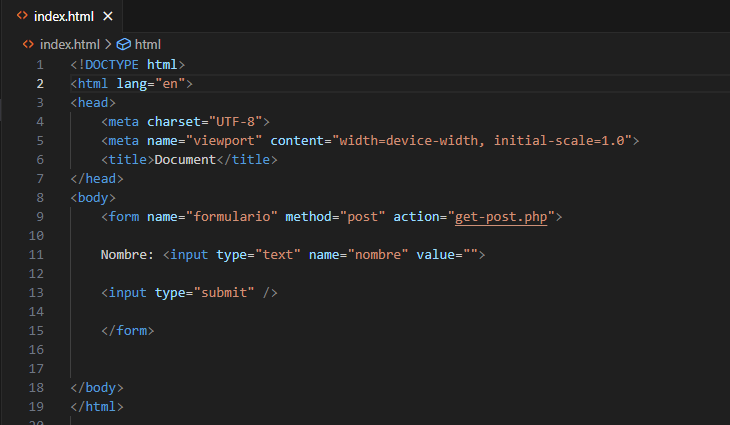 index.html
index.html > html
1 <!DOCTYPE html>
2 <html lang="en">
3 <head>
4 <meta charset="UTF-8">
5 <meta name="viewport" content="width=device-width, initial-scale=1.0">
6 <title>Document</title>
7 </head>
8 <body>
9 <form name="formulario" method="post" action="get-post.php">
10
11 Nombre: <input type="text" name="nombre" value="">
12
13 <input type="submit" />
14
15 </form>
16
17
18 </body>
19 </html>
20